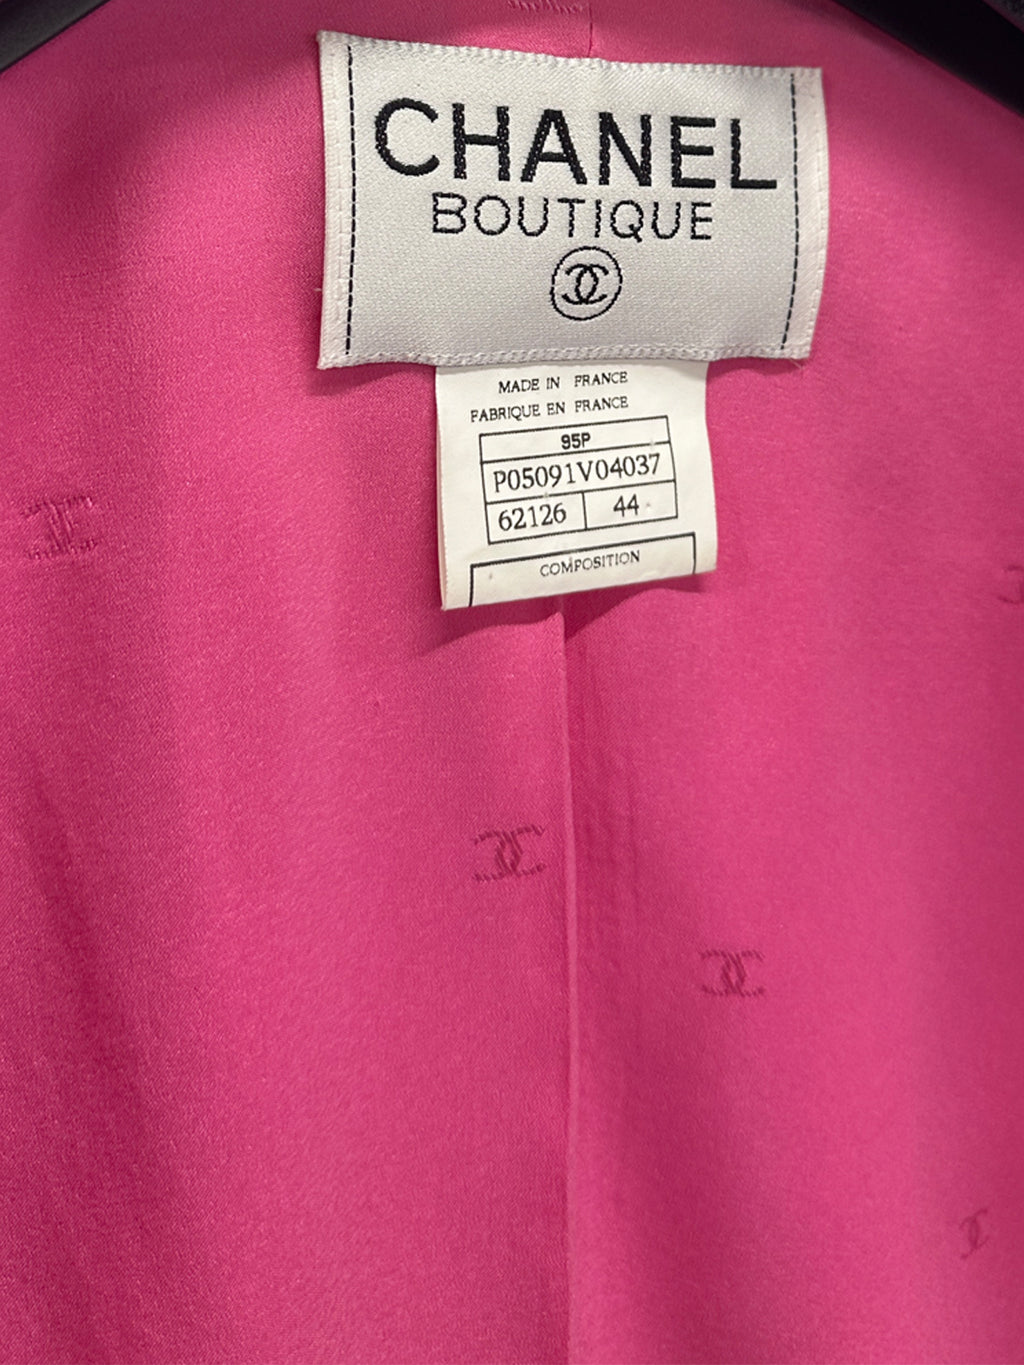 CHANEL
BOUTIQUE
MADE IN FRANCE
FABRIQUE EN FRANCE
95P
P05091V04037
62126 44
COMPOSITION